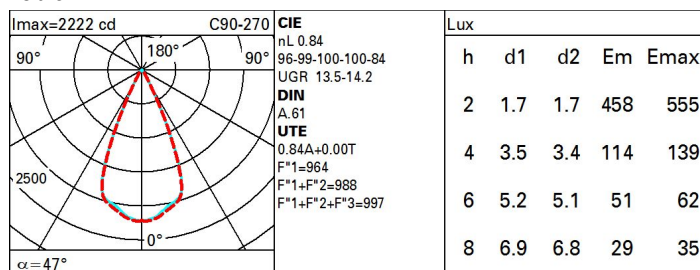 Imax=2222 cd C90-270
90° 180° 90°
2500
0°
α=47°
CIE
nL 0.84
96-99-100-100-84
UGR 13.5-14.2
DIN
A.61
UTE
0.84A+0.00T
F"1=964
F"1+F"2=988
F"1+F"2+F"3=997
Lux
h d1 d2 Em Emax
2 1.7 1.7 458 555
4 3.5 3.4 114 139
6 5.2 5.1 51 62
8 6.9 6.8 29 35